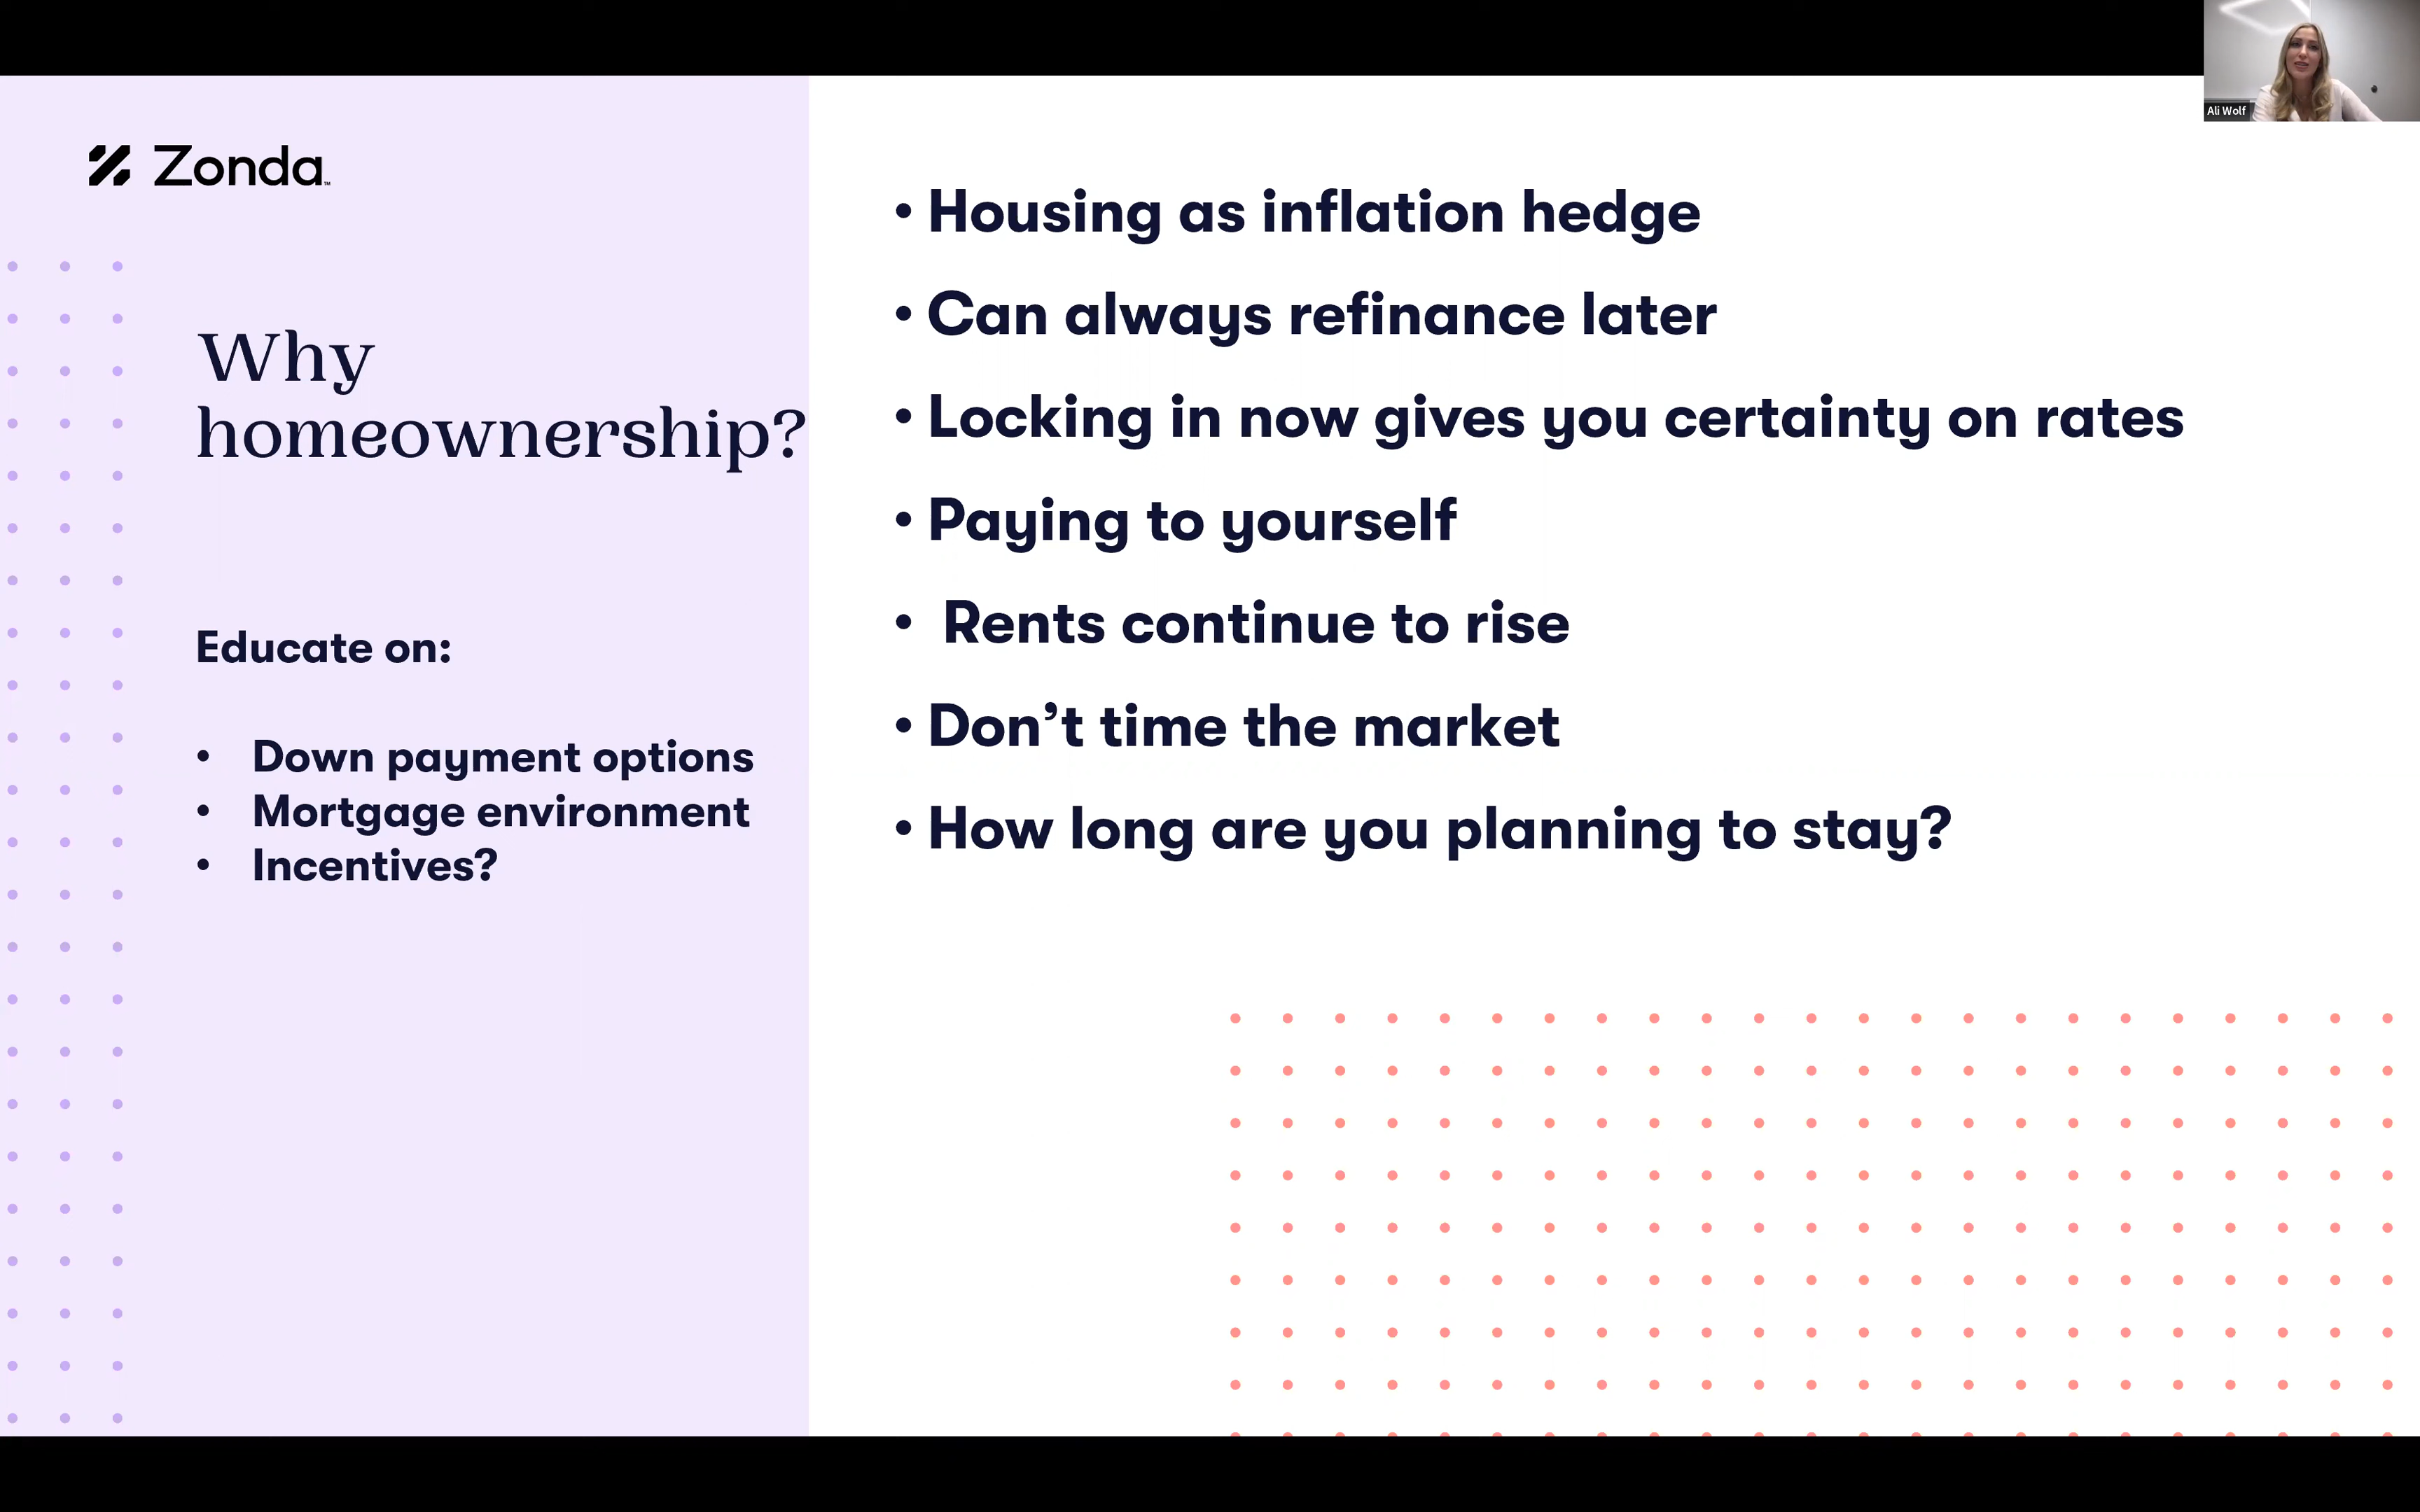 Ali Wolf
Zonda™
Why
homeownership?
Educate on:
• Down payment options
• Mortgage environment
• Incentives?
• Housing as inflation hedge
• Can always refinance later
• Locking in now gives you certainty on rates
• Paying to yourself
• Rents continue to rise
• Don’t time the market
• How long are you planning to stay?